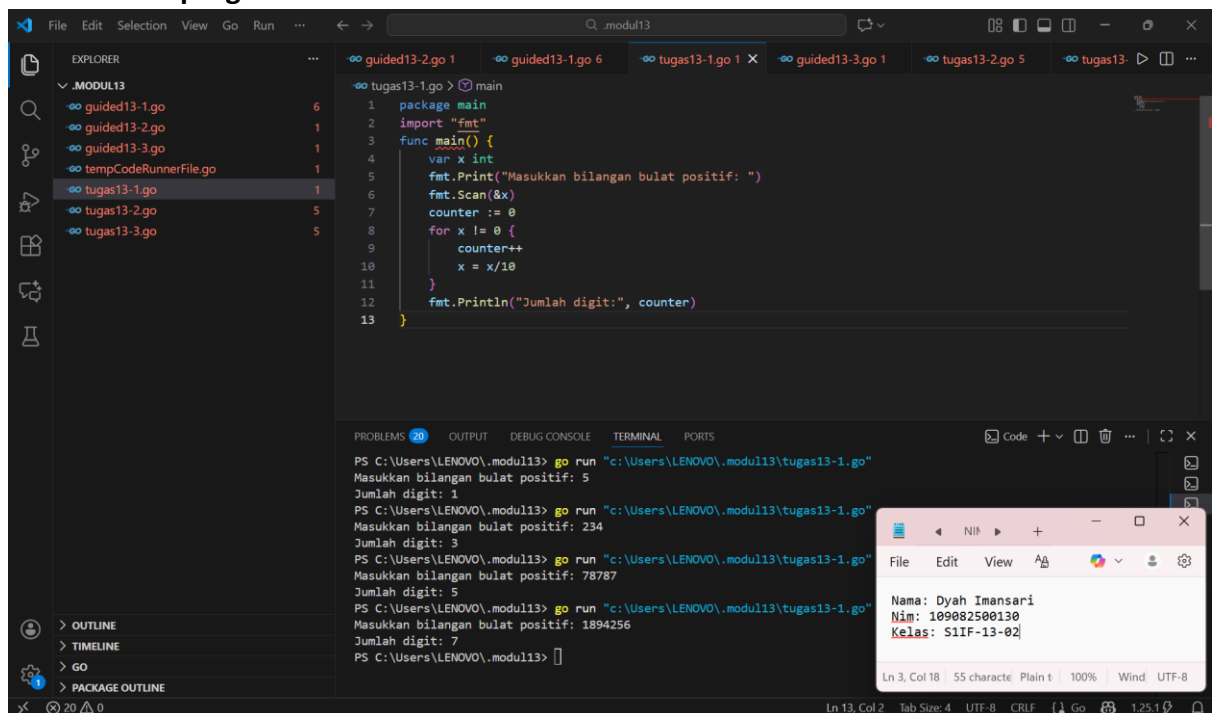 File Edit Selection View Go Run ··· .modul13
EXPLORER ···
guided13-2.go 1 guided13-1.go 6 tugas13-1.go 1 guided13-3.go 1 tugas13-2.go 5 tugas13- ···
.MODUL13
guided13-1.go 6
guided13-2.go 1
guided13-3.go 1
tempCodeRunnerFile.go 1
tugas13-1.go 1
tugas13-2.go 5
tugas13-3.go 5
tugas13-1.go > main
1 package main
2 import "fmt"
3 func main() {
4 var x int
5 fmt.Print("Masukkan bilangan bulat positif: ")
6 fmt.Scan(&x)
7 counter := 0
8 for x != 0 {
9 counter++
10 x = x/10
11 }
12 fmt.Println("Jumlah digit:", counter)
13 }
PROBLEMS 20 OUTPUT DEBUG CONSOLE TERMINAL PORTS Code
PS C:\Users\LENOVO\.modul13> go run "c:\Users\LENOVO\.modul13\tugas13-1.go"
Masukkan bilangan bulat positif: 5
Jumlah digit: 1
PS C:\Users\LENOVO\.modul13> go run "c:\Users\LENOVO\.modul13\tugas13-1.go"
Masukkan bilangan bulat positif: 234
Jumlah digit: 3
PS C:\Users\LENOVO\.modul13> go run "c:\Users\LENOVO\.modul13\tugas13-1.go"
Masukkan bilangan bulat positif: 78787
Jumlah digit: 5
PS C:\Users\LENOVO\.modul13> go run "c:\Users\LENOVO\.modul13\tugas13-1.go"
Masukkan bilangan bulat positif: 1894256
Jumlah digit: 7
PS C:\Users\LENOVO\.modul13>
File Edit View
Nama: Dyah Imansari
Nim: 109082500130
Kelas: S1IF-13-02
Ln 3, Col 18 55 characte Plain t 100% Wind UTF-8
OUTLINE
TIMELINE
GO
PACKAGE OUTLINE
20 0 Ln 13, Col 2 Tab Size: 4 UTF-8 CRLF Go 1.25.1